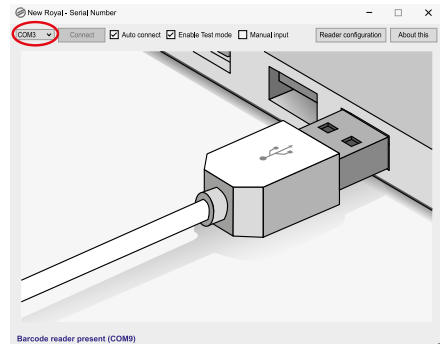 New Royal - Serial Number
COM3 Connect Auto connect Enable Test mode Manual input Reader configuration About this
Barcode reader present (COM9)